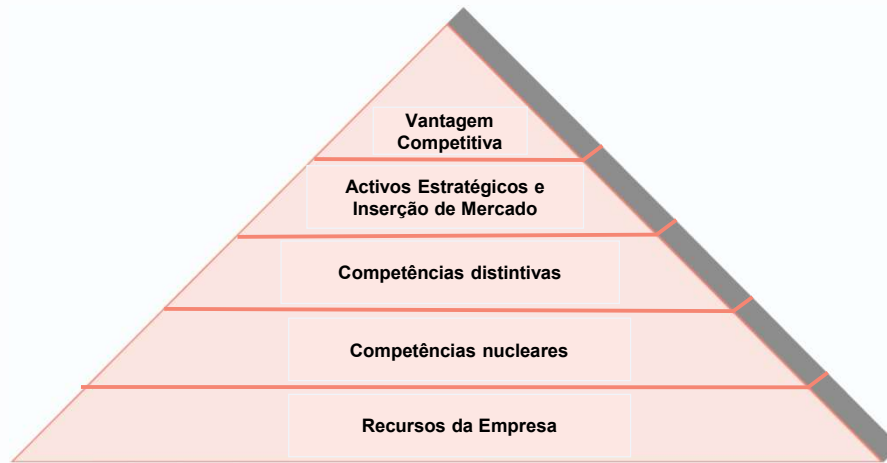 Vantagem
Competitiva
Activos Estratégicos e
Inserção de Mercado
Competências distintivas
Competências nucleares
Recursos da Empresa